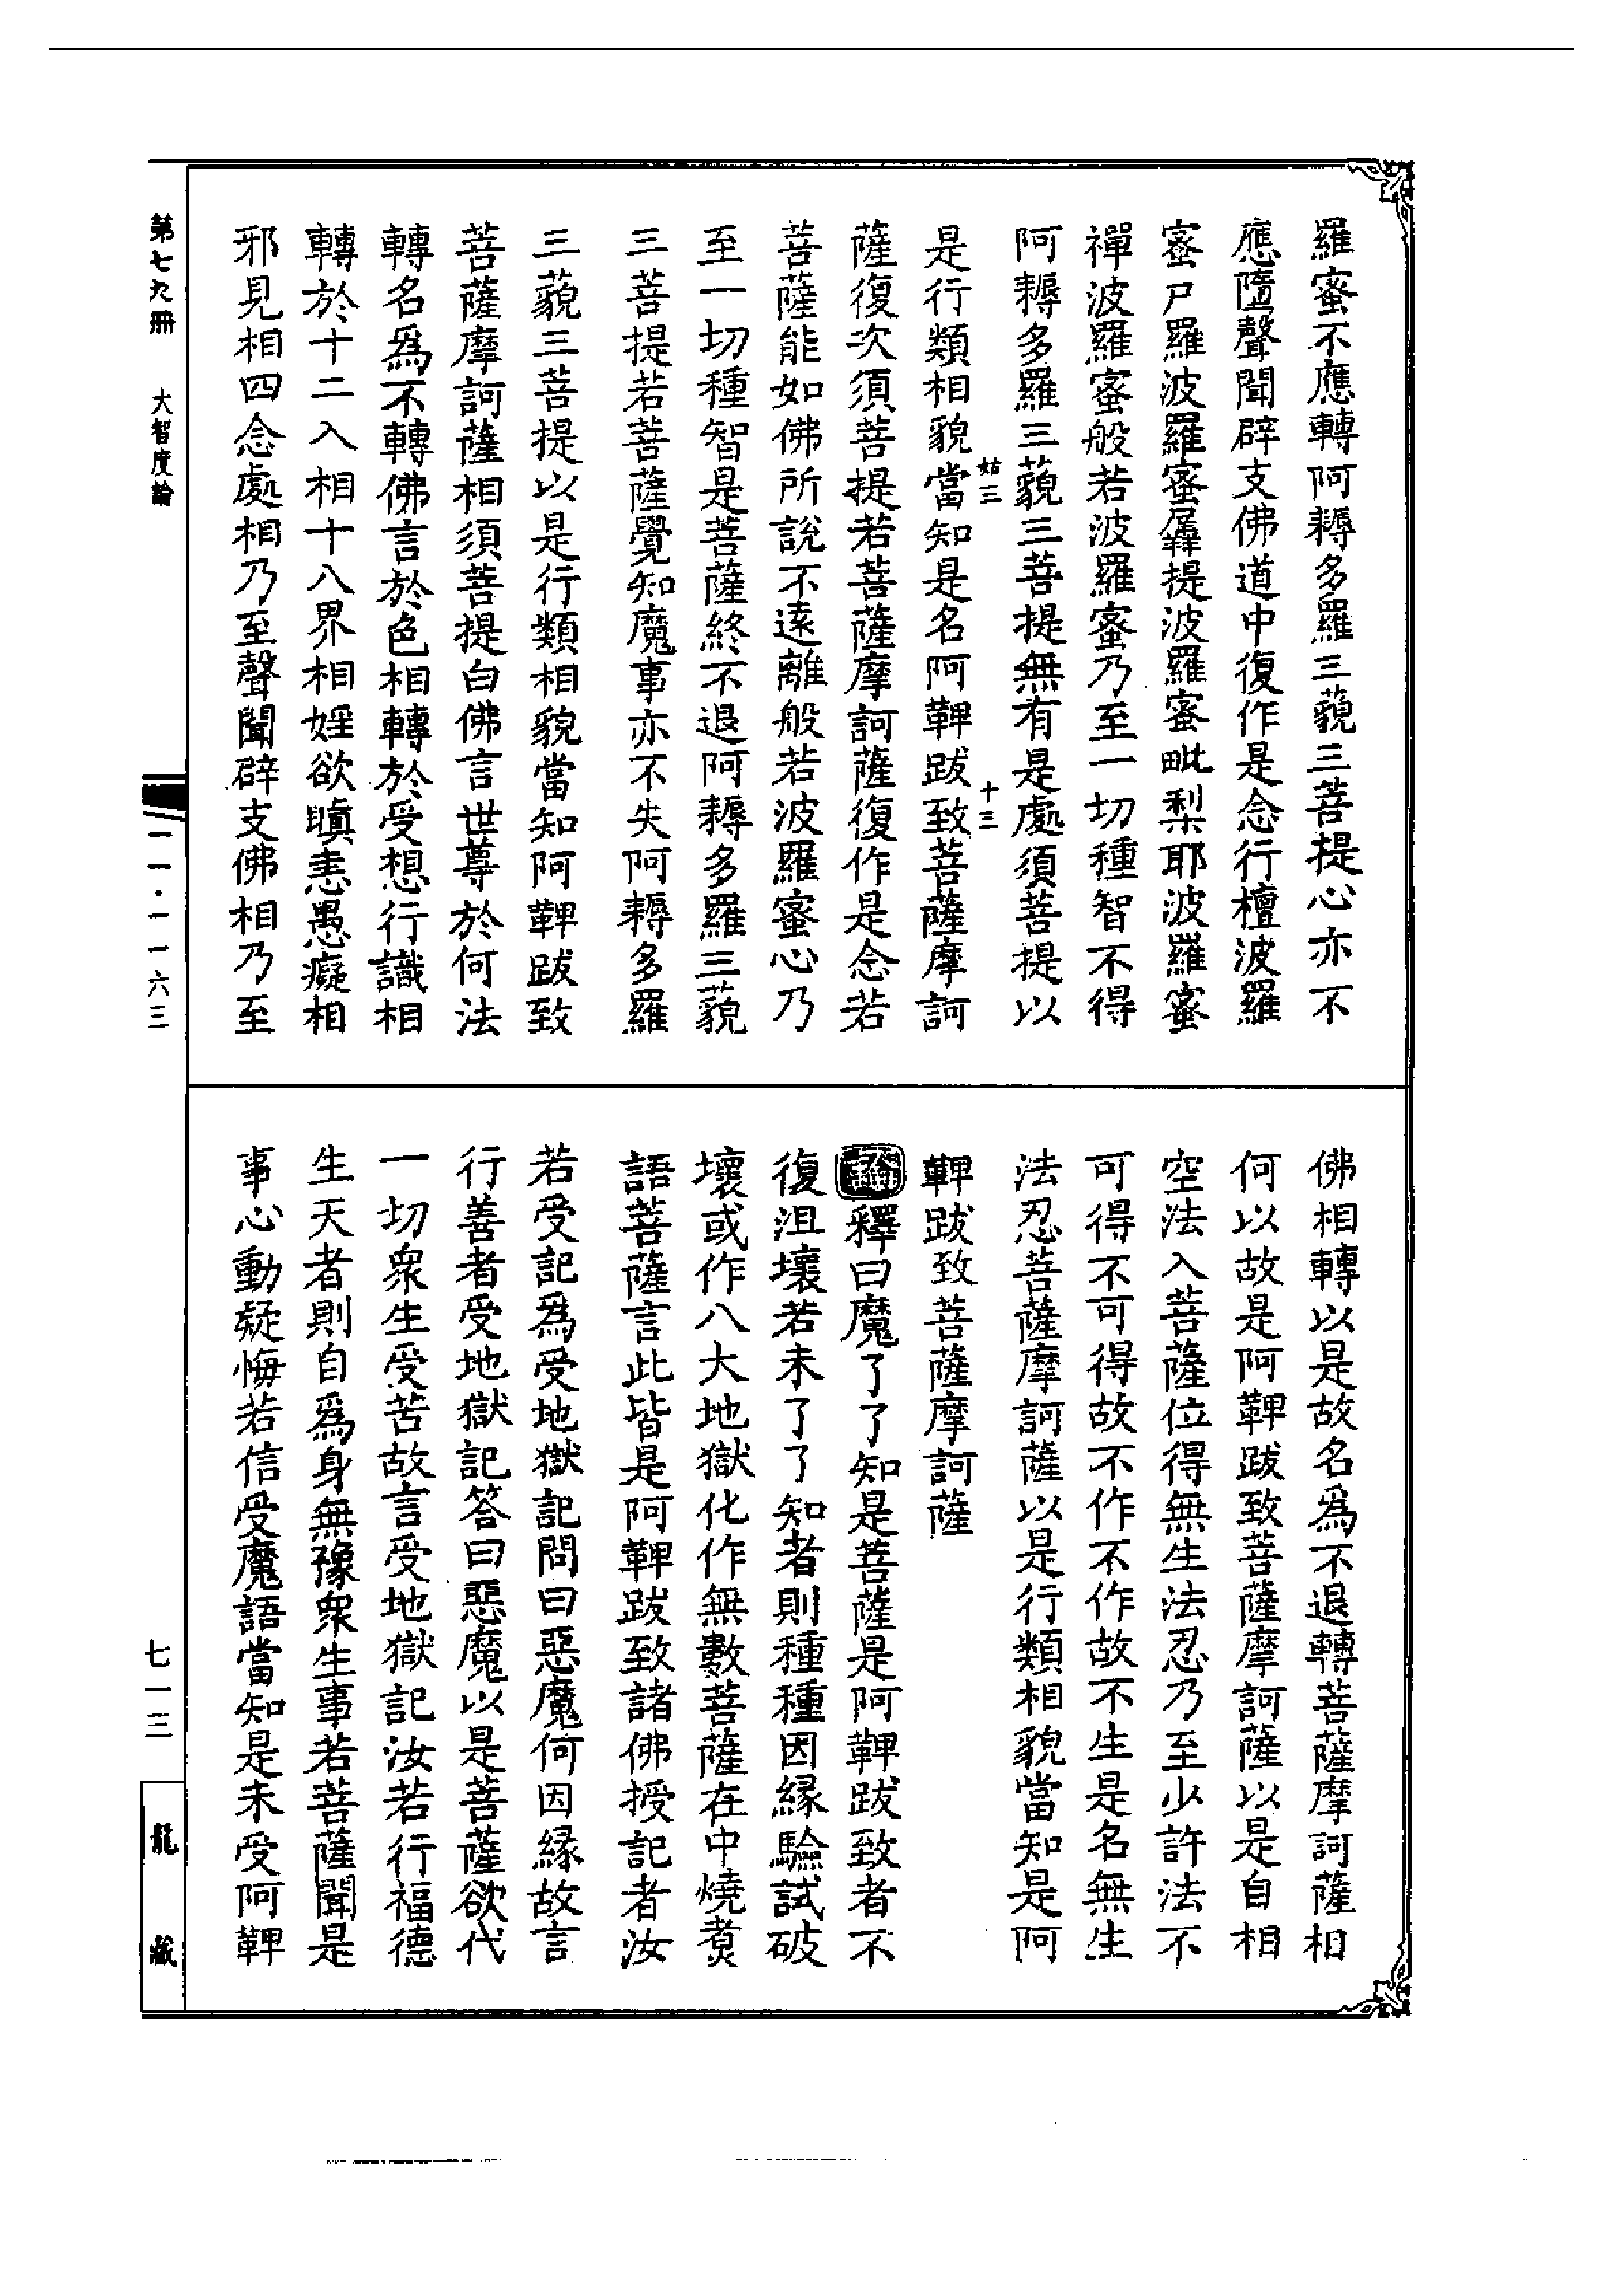 羅蜜不應轉阿耨多羅三藐三菩提心亦不
應墮聲聞辟支佛道中復作是念行檀波羅
蜜尸羅波羅蜜羼提波羅蜜毗梨耶波羅蜜
禪波羅蜜般若波羅蜜乃至一切種智不得
阿耨多羅三藐三菩提無有是處須菩提以
姑三 十三
是行類相貌當知是名阿鞞跋致菩薩摩訶
薩復次須菩提若菩薩摩訶薩復作是念若
菩薩能如佛所說不遠離般若波羅蜜心乃
至一切種智是菩薩終不退阿耨多羅三藐
三菩提若菩薩覺知魔事亦不失阿耨多羅
三藐三菩提以是行類相貌當知阿鞞跋致
菩薩摩訶薩相須菩提白佛言世尊於何法
轉名為不轉佛言於色相轉於受想行識相
轉於十二入相十八界相婬欲瞋恚愚癡相
邪見相四念處相乃至聲聞辟支佛相乃至
佛相轉以是故名為不退轉菩薩摩訶薩相
何以故是阿鞞跋致菩薩摩訶薩以是自相
空法入菩薩位得無生法忍乃至少許法不
可得不可得故不作不作故不生是名無生
法忍菩薩摩訶薩以是行類相貌當知是阿
鞞跋致菩薩摩訶薩
論釋曰魔了了知是菩薩是阿鞞跋致者不
復沮壞若未了了知者則種種因緣驗試破
壞或作八大地獄化作無數菩薩在中燒煑
語菩薩言此皆是阿鞞跋致諸佛授記者汝
若受記為受地獄記問曰惡魔何因緣故言
行善者受地獄記答曰惡魔以是菩薩欲代
一切衆生受苦故言受地獄記汝若行福德
生天者則自為身無豫衆生事若菩薩聞是
事心動疑悔若信受魔語當知是未受阿鞞
第七九冊 大智度論
一一·一一六三
七一三
龍藏